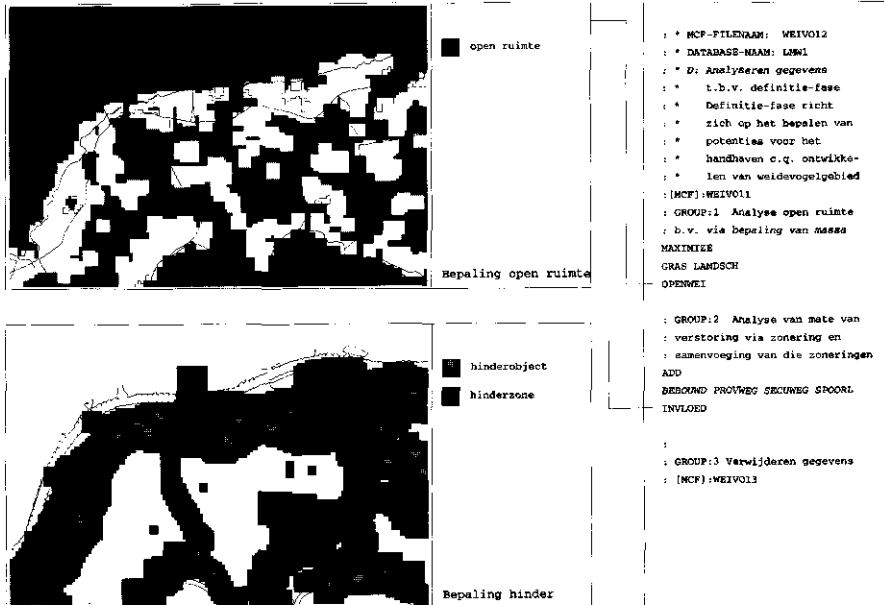 open ruimte
Bepaling open ruimte
hinderobject
hinderzone
Bepaling hinder
: * MCF-FILENAAM: WEIVO12
: * DATABASE-NAAM: LMW1
: * D: Analyseren gegevens
: * t.b.v. definitie-fase
: * Definitie-fase richt
: * zich op het bepalen van
: * potenties voor het
: * handhaven c.q. ontwikke-
: * len van weidevogelgebied
:[MCF]:WEIVO11
: GROUP:1 Analyse open ruimte
: b.v. via bepaling van massa
MAXIMIZE
GRAS LANDSCH
OPENWEI
: GROUP:2 Analyse van mate van
: verstoring via zonering en
: samenvoeging van die zoneringen
ADD
BEBOUWD PROVWEG SECUWEG SPOORL
INVLOED
:
: GROUP:3 Verwijderen gegevens
: [MCF]:WEIVO13